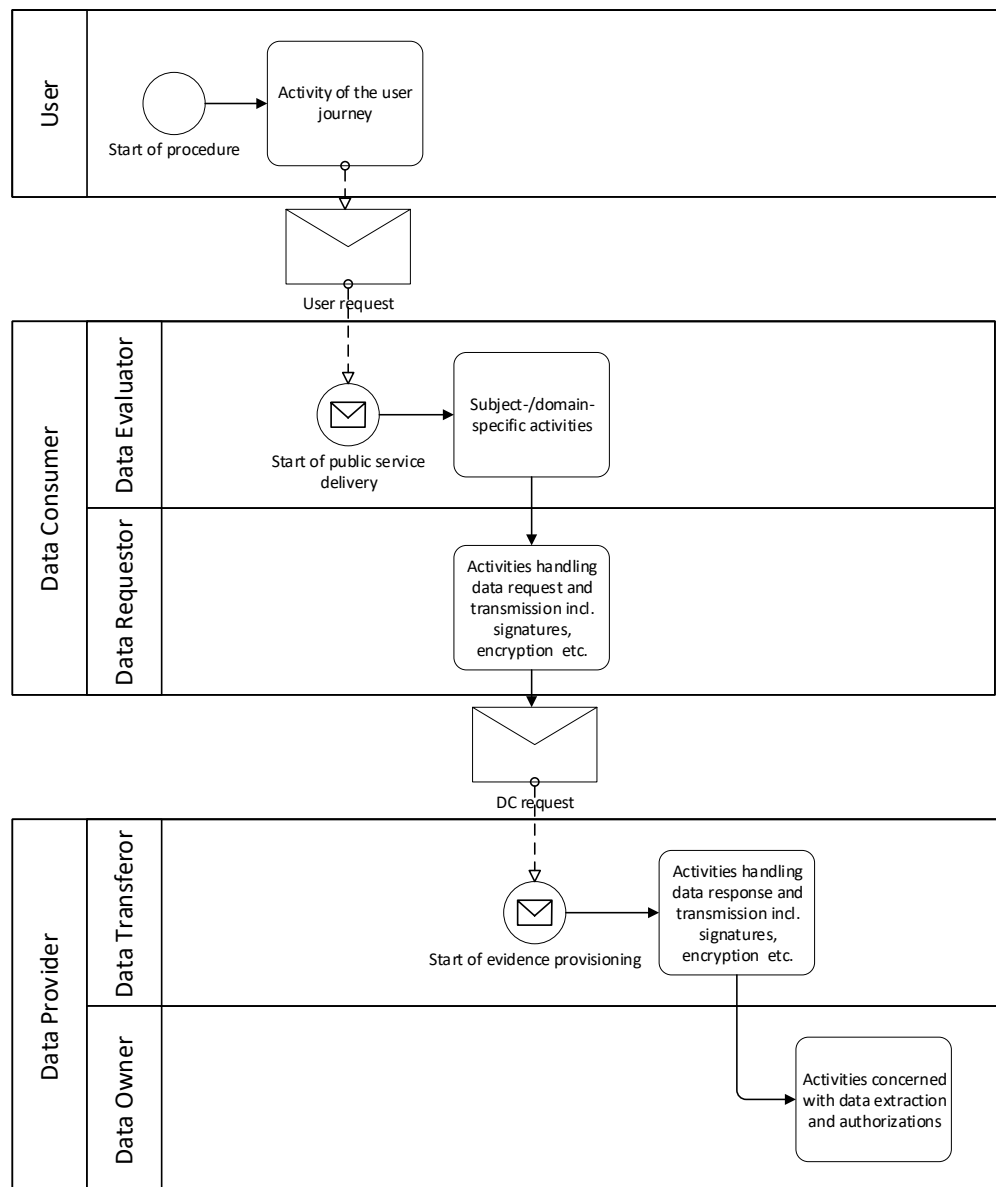 User
Activity of the user
journey
Start of procedure
User request
Data Consumer
Data Evaluator
Subject-/domain-
specific activities
Start of public service
delivery
Data Requestor
Activities handling
data request and
transmission incl.
signatures,
encryption etc.
DC request
Data Provider
Data Transferor
Activities handling
data response and
transmission incl.
signatures,
encryption etc.
Start of evidence provisioning
Data Owner
Activities concerned
with data extraction
and authorizations